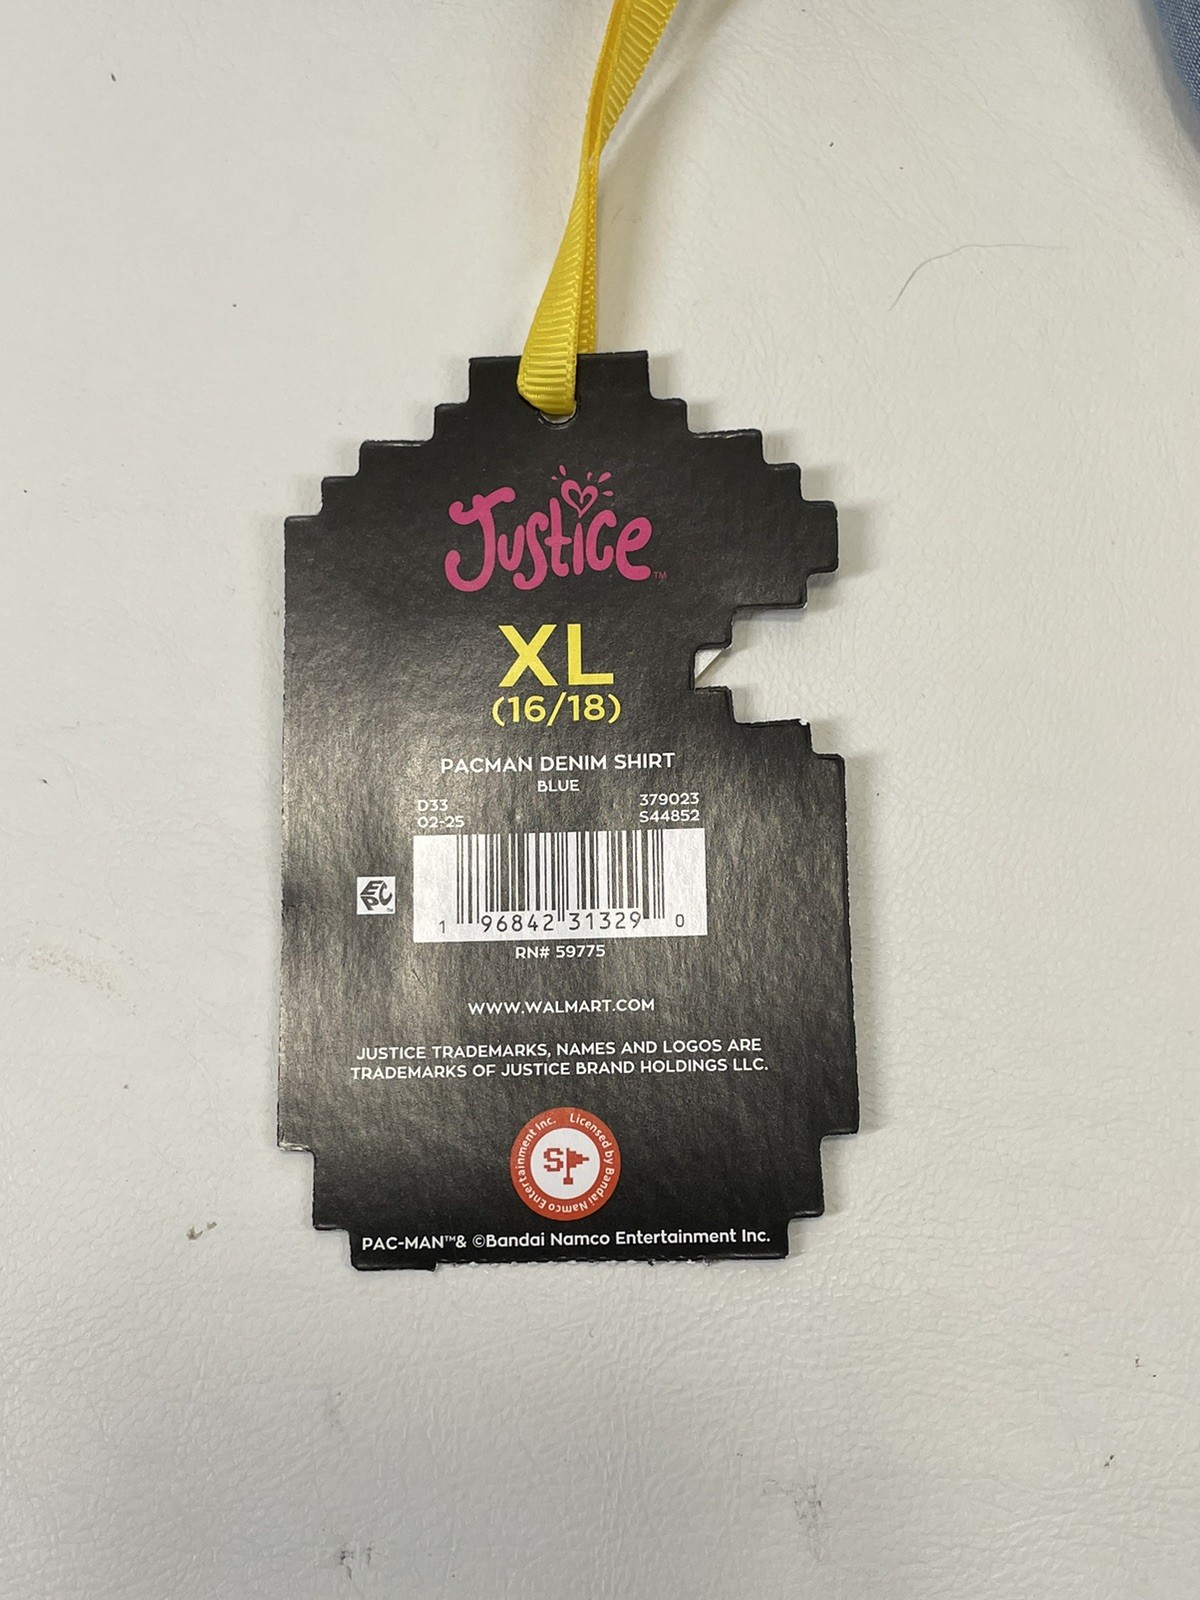 Justice™
XL
(16/18)
PACMAN DENIM SHIRT
BLUE
D33 379023
02-25 S44852
EPC™
1 96842 31329 0
RN# 59775
WWW.WALMART.COM
JUSTICE TRADEMARKS, NAMES AND LOGOS ARE
TRADEMARKS OF JUSTICE BRAND HOLDINGS LLC.
Licensed by Bandai Namco Entertainment Inc.
S
PAC-MAN™& ©Bandai Namco Entertainment Inc.